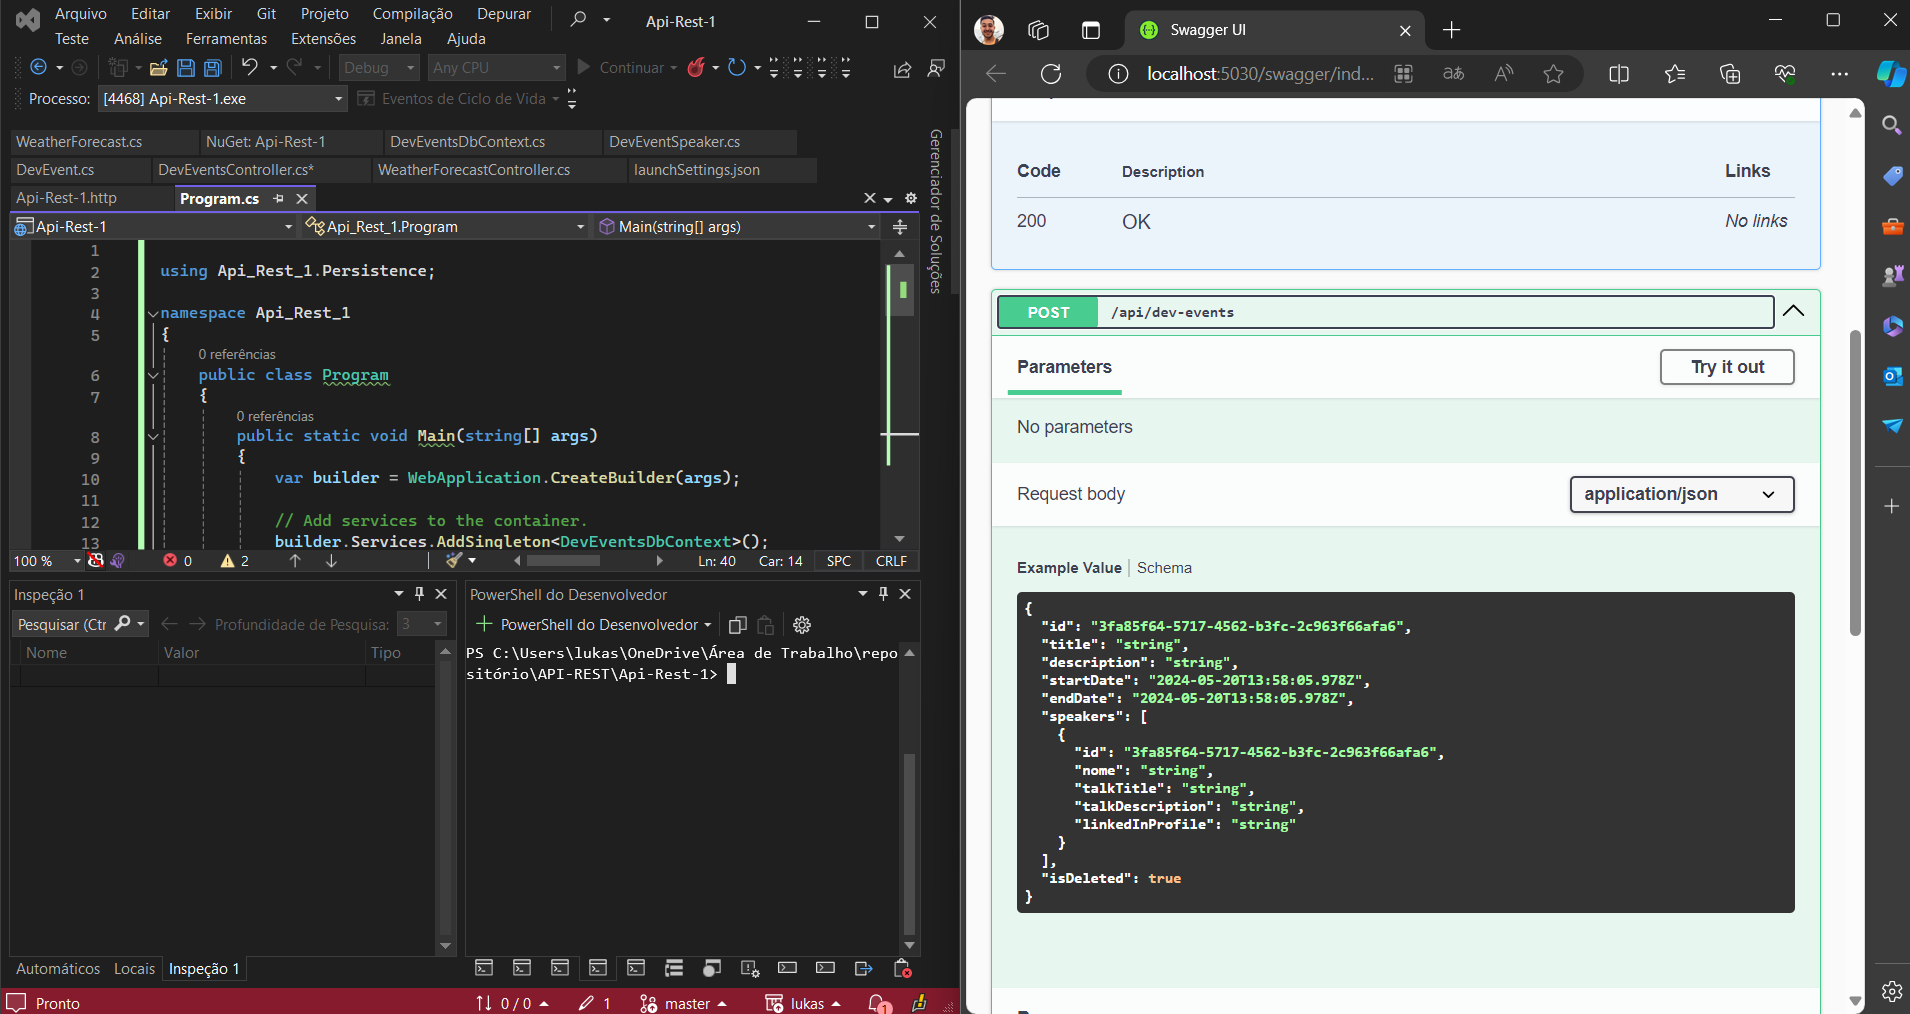 Arquivo Editar Exibir Git Projeto Compilação Depurar
Api-Rest-1
Teste Análise Ferramentas Extensões Janela Ajuda
Debug Any CPU Continuar
Processo: [4468] Api-Rest-1.exe Eventos de Ciclo de Vida
WeatherForecast.cs NuGet: Api-Rest-1 DevEventsDbContext.cs DevEventSpeaker.cs
DevEvent.cs DevEventsController.cs* WeatherForecastController.cs launchSettings.json
Api-Rest-1.http Program.cs
Gerenciador de Soluções
Api-Rest-1 Api_Rest_1.Program Main(string[] args)
1
2 using Api_Rest_1.Persistence;
3
4 namespace Api_Rest_1
5 {
0 referências
6 public class Program
7 {
0 referências
8 public static void Main(string[] args)
9 {
10 var builder = WebApplication.CreateBuilder(args);
11
12 // Add services to the container.
13 builder.Services.AddSingleton<DevEventsDbContext>();
100 % 0 2 Ln: 40 Car: 14 SPC CRLF
Inspeção 1
Pesquisar (Ctr Profundidade de Pesquisa: 3
Nome Valor Tipo
Automáticos Locais Inspeção 1
PowerShell do Desenvolvedor
PowerShell do Desenvolvedor
PS C:\Users\lukas\OneDrive\Área de Trabalho\repo
sitório\API-REST\Api-Rest-1>
Pronto 0 / 0 1 master lukas 1
Swagger UI
localhost:5030/swagger/ind...
Code Description Links
200 OK No links
POST /api/dev-events
Parameters Try it out
No parameters
Request body application/json
Example Value Schema
{
"id": "3fa85f64-5717-4562-b3fc-2c963f66afa6",
"title": "string",
"description": "string",
"startDate": "2024-05-20T13:58:05.978Z",
"endDate": "2024-05-20T13:58:05.978Z",
"speakers": [
{
"id": "3fa85f64-5717-4562-b3fc-2c963f66afa6",
"nome": "string",
"talkTitle": "string",
"talkDescription": "string",
"linkedInProfile": "string"
}
],
"isDeleted": true
}